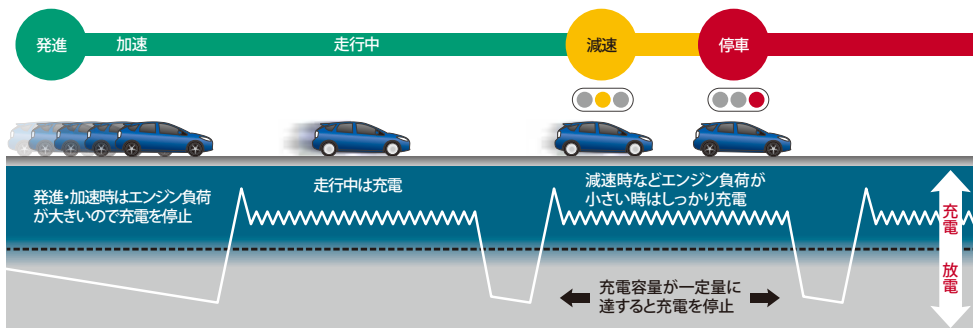 発進
加速
走行中
減速
停車
発進・加速時はエンジン負荷
が大きいので充電を停止
走行中は充電
減速時などエンジン負荷が
小さい時はしっかり充電
充電
放電
充電容量が一定量に
達すると充電を停止